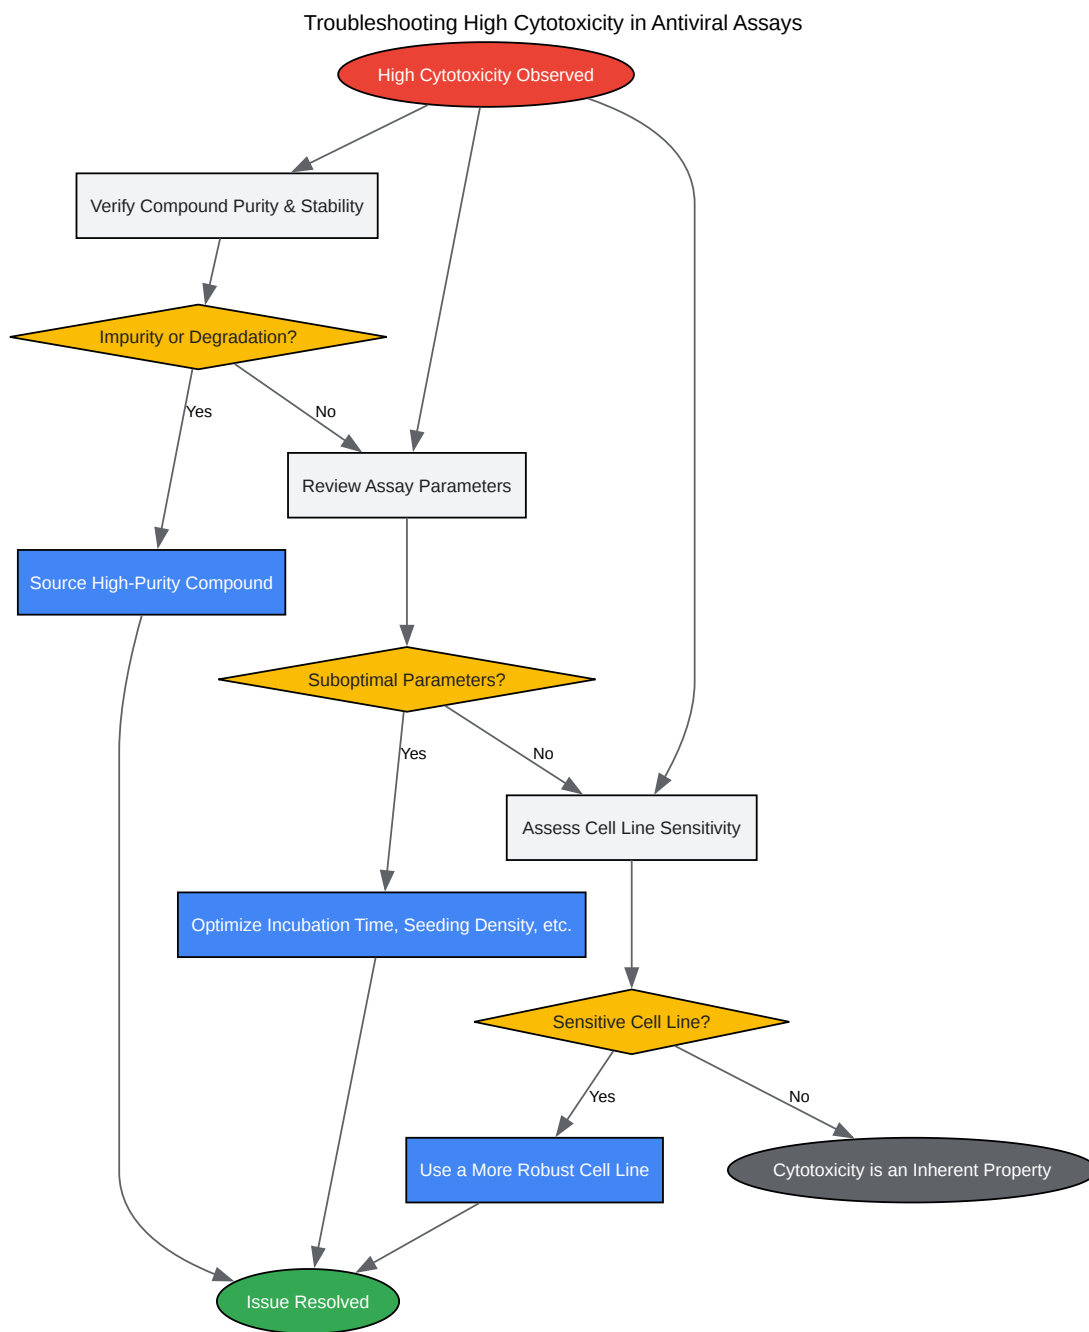 Troubleshooting High Cytotoxicity in Antiviral Assays
High Cytotoxicity Observed
Verify Compound Purity & Stability
Impurity or Degradation?
Yes
No
Review Assay Parameters
Source High-Purity Compound
Suboptimal Parameters?
Yes
No
Assess Cell Line Sensitivity
Optimize Incubation Time, Seeding Density, etc.
Sensitive Cell Line?
Yes
No
Use a More Robust Cell Line
Cytotoxicity is an Inherent Property
Issue Resolved